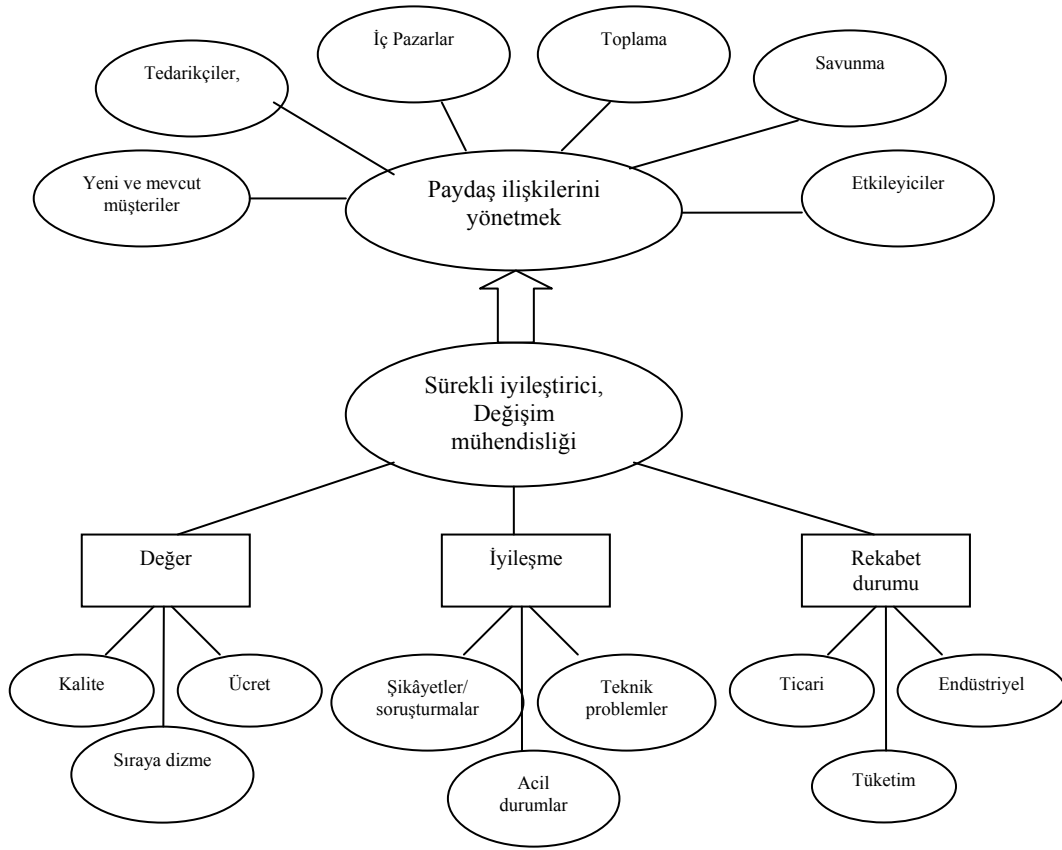 İç Pazarlar
Toplama
Tedarikçiler,
Savunma
Yeni ve mevcut
müşteriler
Paydaş ilişkilerini
yönetmek
Etkileyiciler
Sürekli iyileştirici,
Değişim
mühendisliği
Değer
İyileşme
Rekabet
durumu
Kalite
Ücret
Şikâyetler/
soruşturmalar
Teknik
problemler
Ticari
Endüstriyel
Sıraya dizme
Acil
durumlar
Tüketim